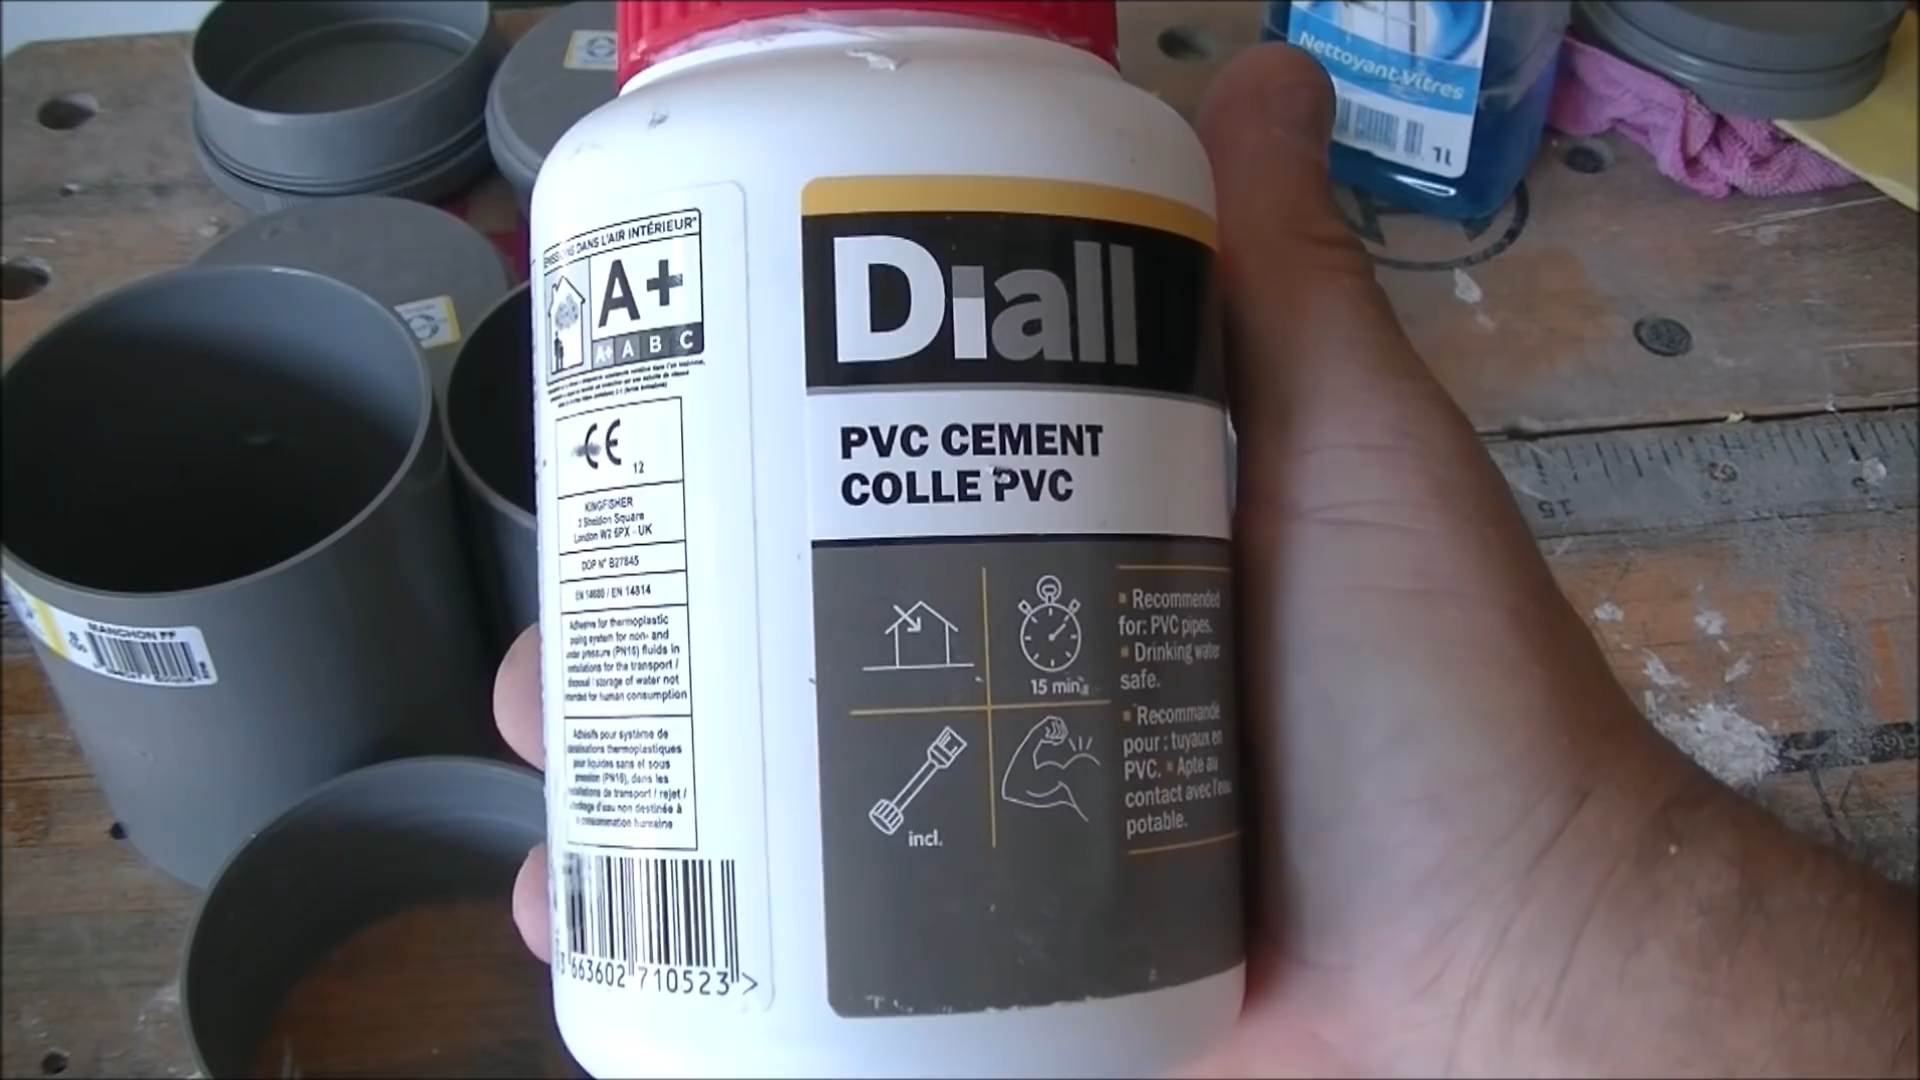 Nettoyant Vitres
1L
DANS L'AIR INTÉRIEUR*
A+
A+ A B C
CE
12
KINGFISHER
3 Sheldon Square
London W2 6PX - UK
DOP N° B27845
EN 14680 / EN 14814
Adhesive for thermoplastic
piping system for non- and
under pressure (PN16) fluids in
installations for the transport /
disposal / storage of water not
intended for human consumption
Adhésifs pour système de
canalisations thermoplastiques
pour liquides sans et sous
pression (PN16), dans les
installations de transport / rejet /
stockage d'eau non destinée à
la consommation humaine
3 663602 710523 >
Diall
PVC CEMENT
COLLE PVC
15 min.
incl.
▪ Recommended
for: PVC pipes.
▪ Drinking water
safe.
▪ Recommandé
pour : tuyaux en
PVC. ▪ Apte au
contact avec l'eau
potable.
MANCHON FF
15